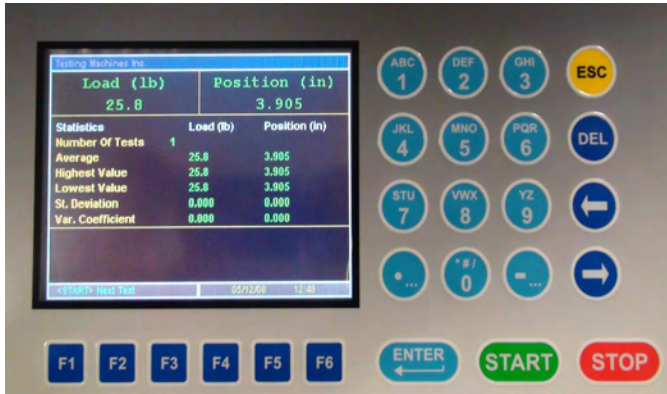 Testing Machines Inc.
Load (lb) Position (in)
25.8 3.905
Statistics Load (lb) Position (in)
Number Of Tests 1
Average 25.8 3.905
Highest Value 25.8 3.905
Lowest Value 25.8 3.905
St. Deviation 0.000 0.000
Var. Coefficient 0.000 0.000
<START> Next Test 05/12/08 12:43
ABC DEF GHI
1 2 3 ESC
JKL MNO PQR
4 5 6 DEL
STU VWX YZ
7 8 9
* # /
• ... 0 - ...
F1 F2 F3 F4 F5 F6 ENTER START STOP